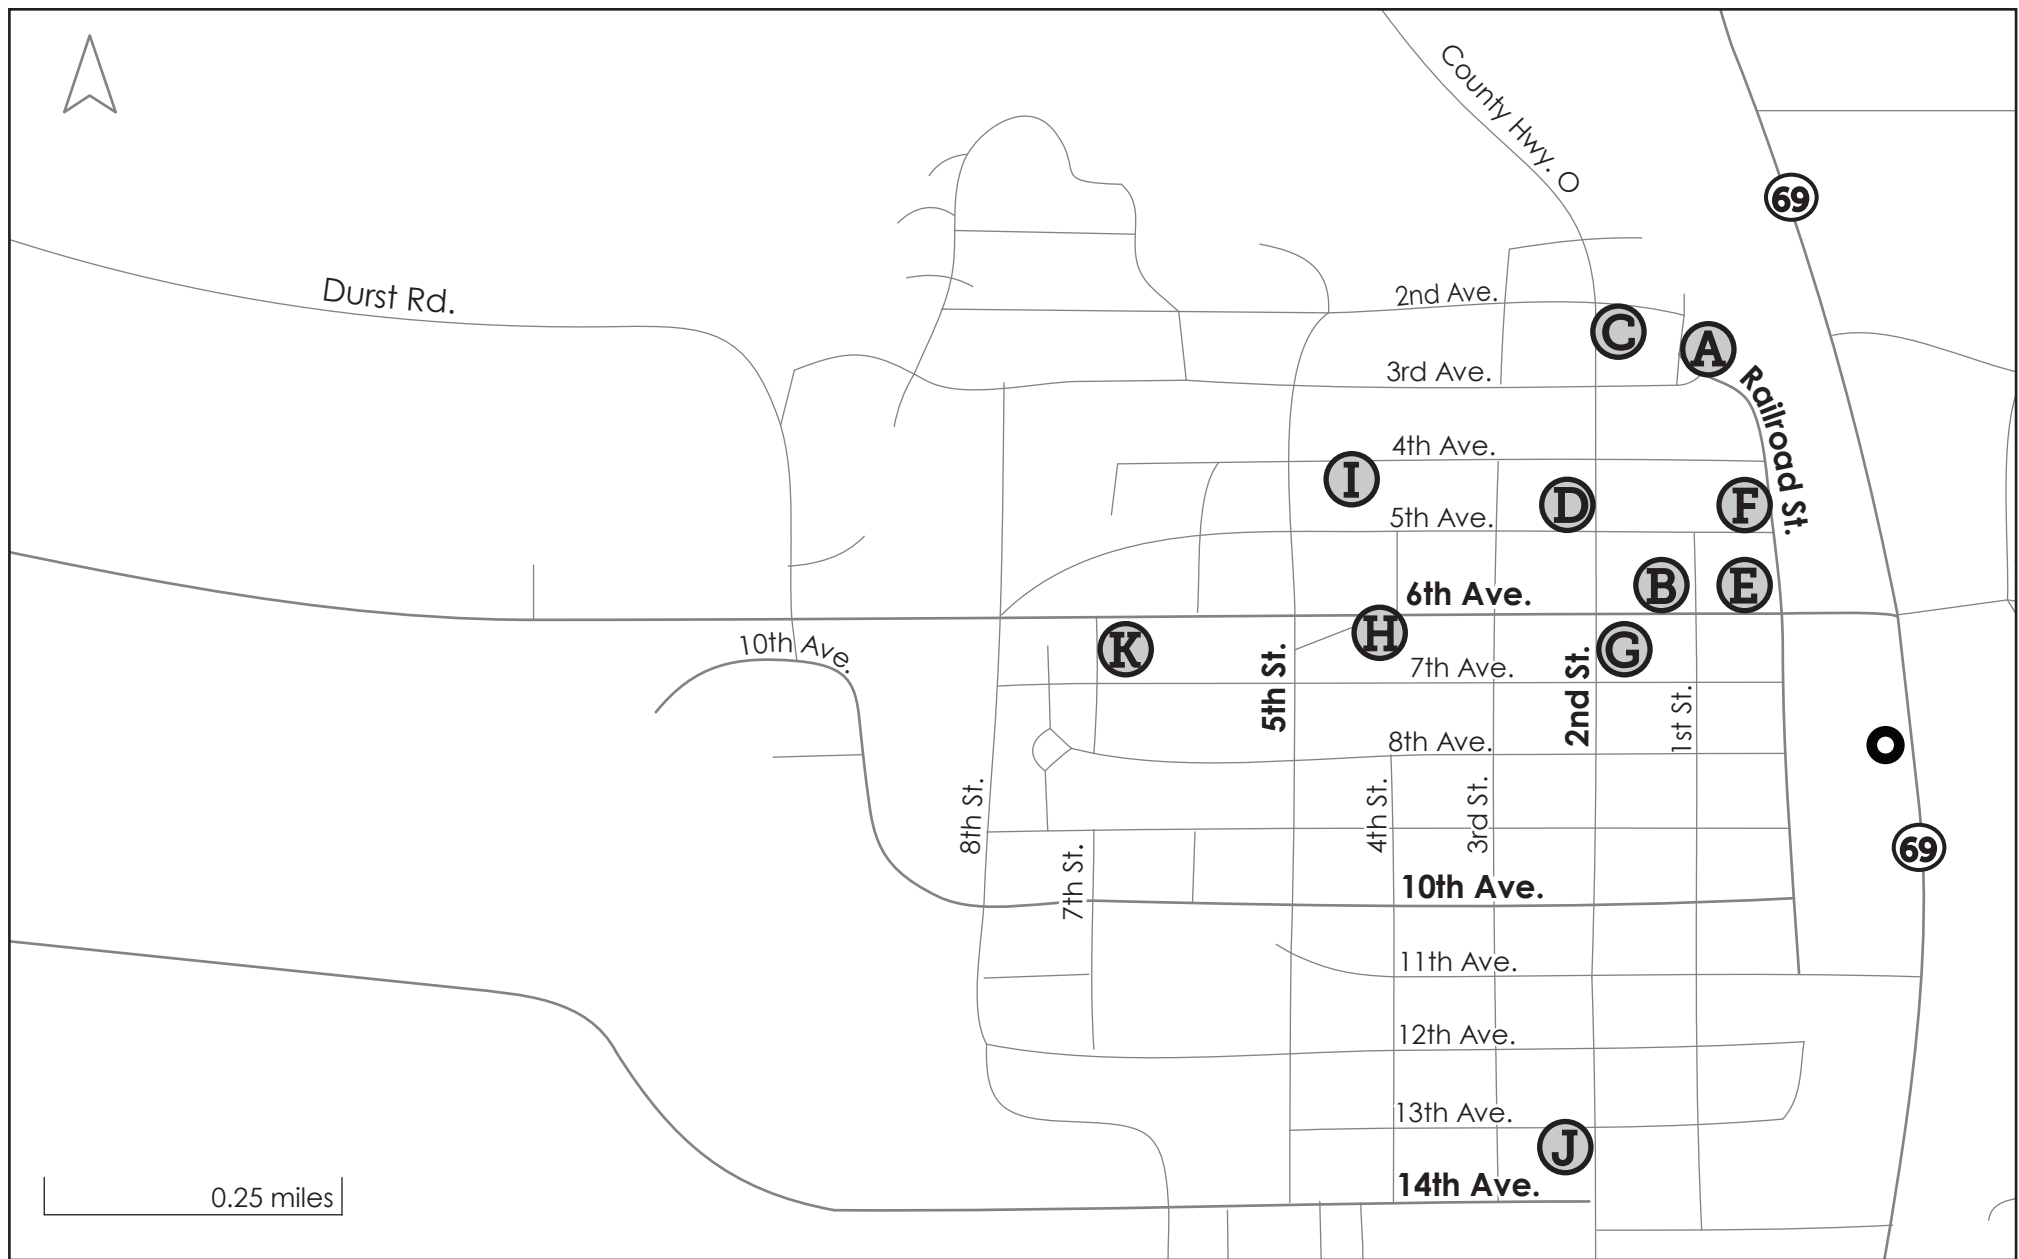 County Hwy. O
69
Durst Rd.
2nd Ave.
C
A
3rd Ave.
Railroad St.
4th Ave.
I
D
F
5th Ave.
B
E
6th Ave.
H
K
G
10th Ave.
7th Ave.
5th St.
2nd St.
1st St.
8th Ave.
8th St.
4th St.
3rd St.
69
7th St.
10th Ave.
11th Ave.
12th Ave.
13th Ave.
J
14th Ave.
0.25 miles